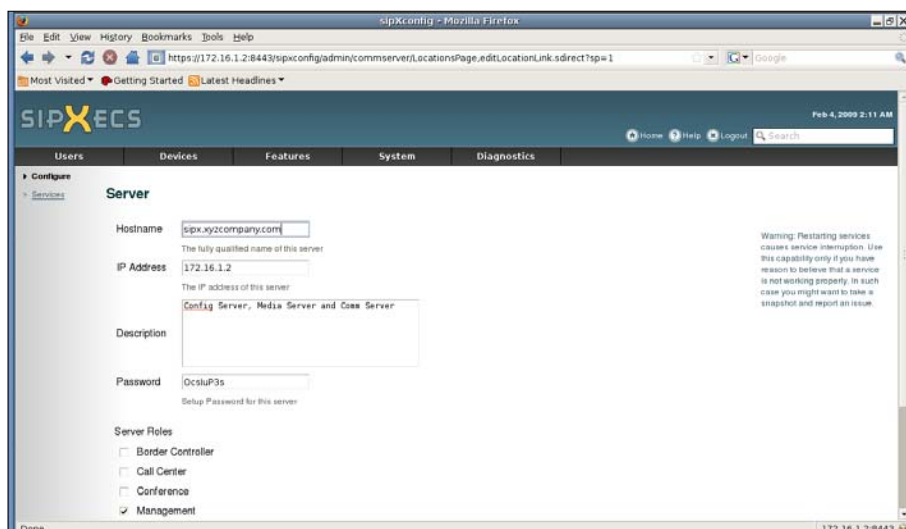 sipXconfig - Mozilla Firefox
File Edit View History Bookmarks Tools Help
https://172.16.1.2:8443/sipxconfig/admin/commserver/LocationsPage,editLocationLink.sdirect?sp=1
Google
Most Visited Getting Started Latest Headlines
SIPXECS
Feb 4, 2009 2:11 AM
Home Help Logout Search
Users Devices Features System Diagnostics
Configure
Services
Server
Hostname sipx.xyzcompany.com
The fully qualified name of this server
IP Address 172.16.1.2
The IP address of this server
Description Config Server, Media Server and Comm Server
Password
Setup Password for this server
Warning: Restarting services
causes service interruption. Use
this capability only if you have
reason to believe that a service
is not working properly. In such
case you might want to take a
snapshot and report an issue.
Server Roles
Border Controller
Call Center
Conference
Management
Done
172.16.1.2:8443